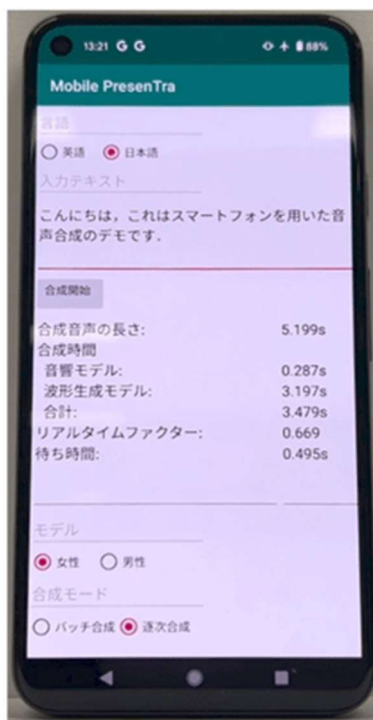 13:21 G G 88%
Mobile PresenTra
言語
英語 日本語
入力テキスト
こんにちは，これはスマートフォンを用いた音
声合成のデモです．
合成開始
合成音声の長さ: 5.199s
合成時間
音響モデル: 0.287s
波形生成モデル: 3.197s
合計: 3.479s
リアルタイムファクター: 0.669
待ち時間: 0.495s
モデル
女性 男性
合成モード
バッチ合成 逐次合成